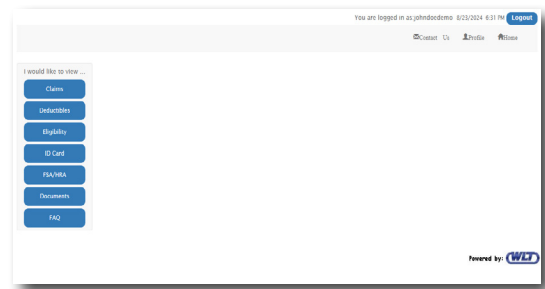 You are logged in as:johndoedemo 8/23/2024 6:31 PM Logout
Contact Us Profile Home
I would like to view ...
Claims
Deductibles
Eligibility
ID Card
FSA/HRA
Documents
FAQ
Powered by: WLT